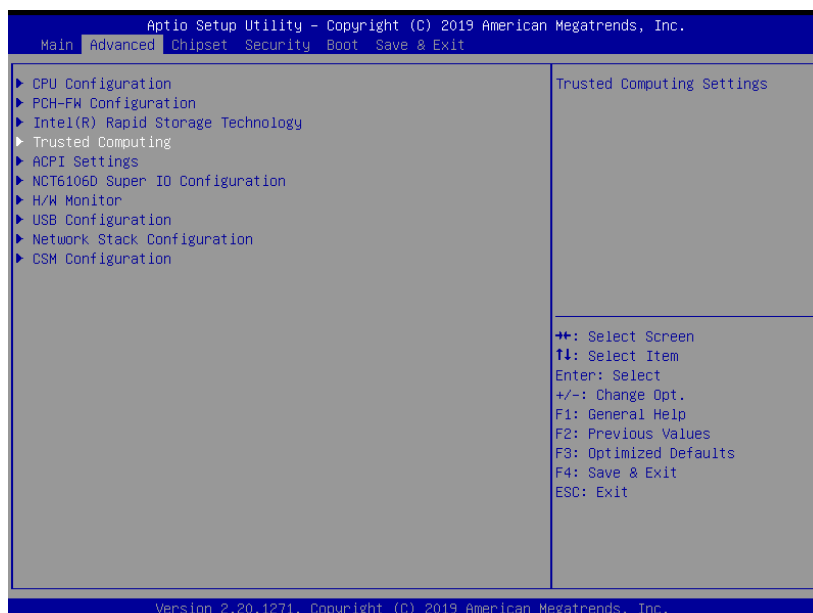 Aptio Setup Utility – Copyright (C) 2019 American Megatrends, Inc.
Main Advanced Chipset Security Boot Save & Exit
CPU Configuration
PCH-FW Configuration
Intel(R) Rapid Storage Technology
Trusted Computing
ACPI Settings
NCT6106D Super IO Configuration
H/W Monitor
USB Configuration
Network Stack Configuration
CSM Configuration
Trusted Computing Settings
→←: Select Screen
↑↓: Select Item
Enter: Select
+/-: Change Opt.
F1: General Help
F2: Previous Values
F3: Optimized Defaults
F4: Save & Exit
ESC: Exit
Version 2.20.1271. Copyright (C) 2019 American Megatrends, Inc.